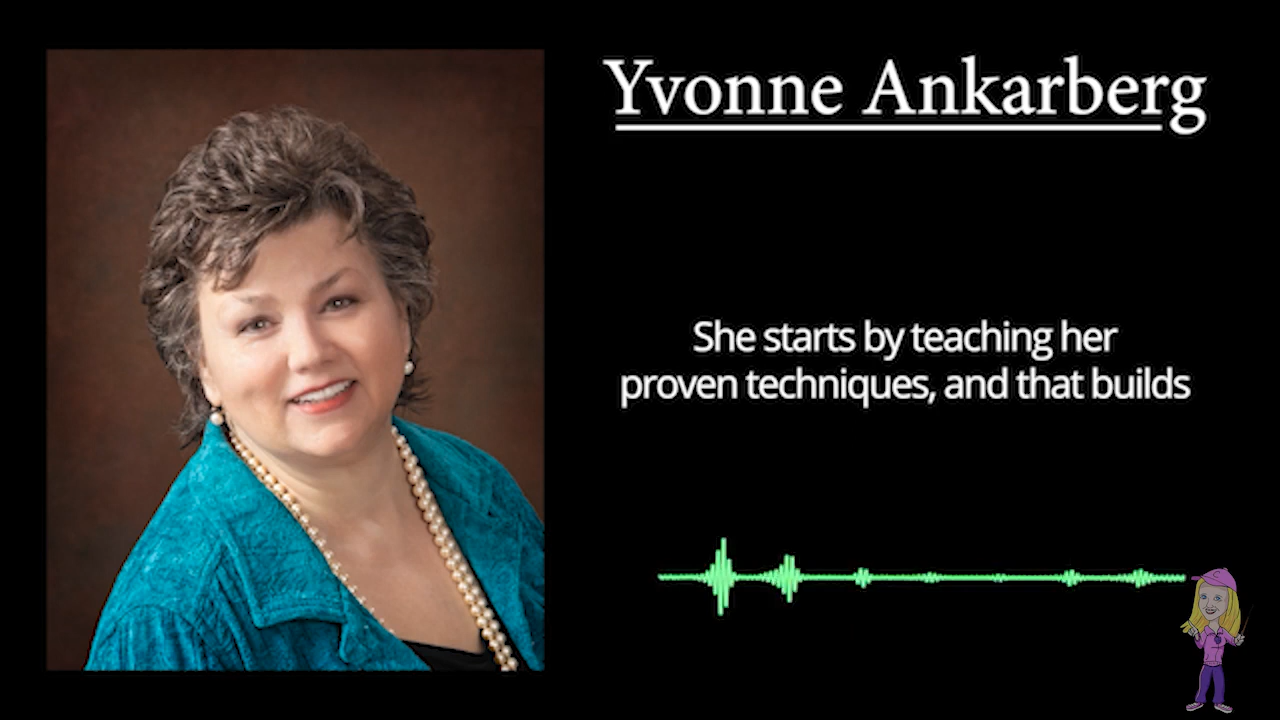 Yvonne Ankarberg
She starts by teaching her
proven techniques, and that builds